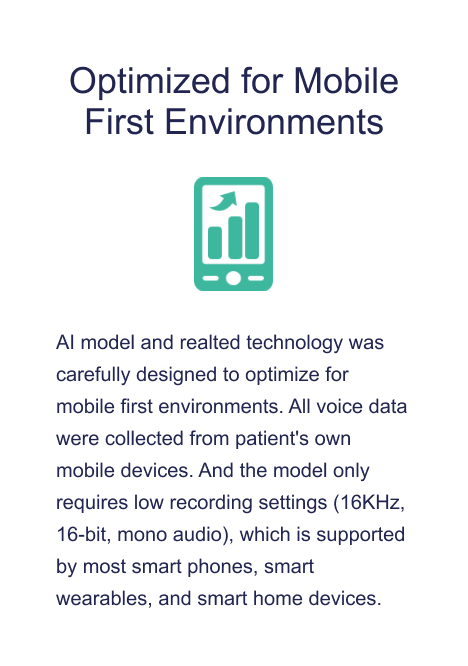 Optimized for Mobile
First Environments
AI model and realted technology was
carefully designed to optimize for
mobile first environments. All voice data
were collected from patient's own
mobile devices. And the model only
requires low recording settings (16KHz,
16-bit, mono audio), which is supported
by most smart phones, smart
wearables, and smart home devices.